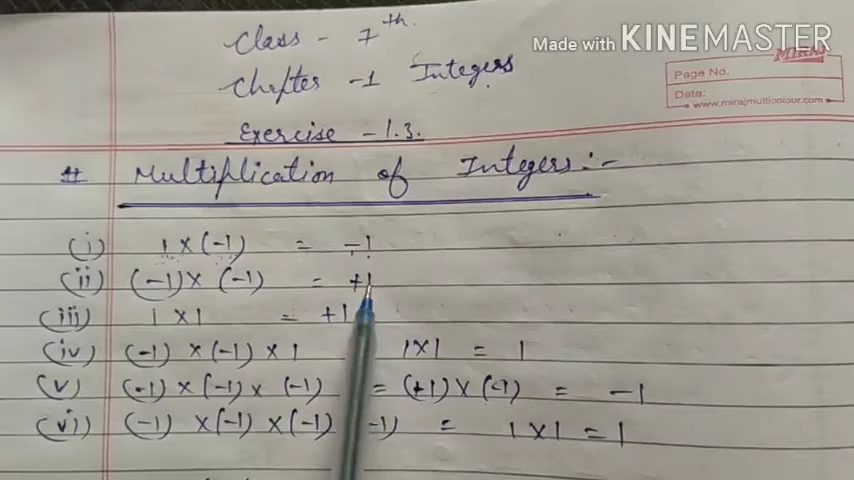 Class - 7th.
Made with KINEMASTER
Chapter - 1 Integers
MIRAJ
Page No.
Date:
www.mirajmulticolour.com
Exercise - 1.3.
# Multiplication of Integers :-
(i) 1 × (-1) = -1
(ii) (-1) × (-1) = +1
(iii) 1 × 1 = +1
(iv) (-1) × (-1) × 1 1×1 = 1
(v) (-1) × (-1) × (-1) = (+1) × (-1) = -1
(vi) (-1) × (-1) × (-1) -1) = 1×1 = 1